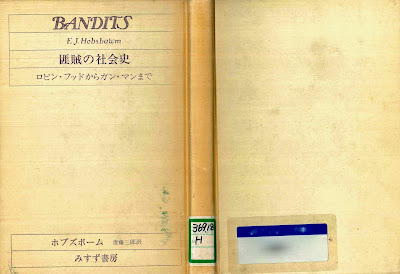 BANDITS
E.J.Hobsbawm
匪賊の社会史
ロビン・フッドからガン・マンまで
ホブズボーム 斎藤三郎訳
みすず書房
H